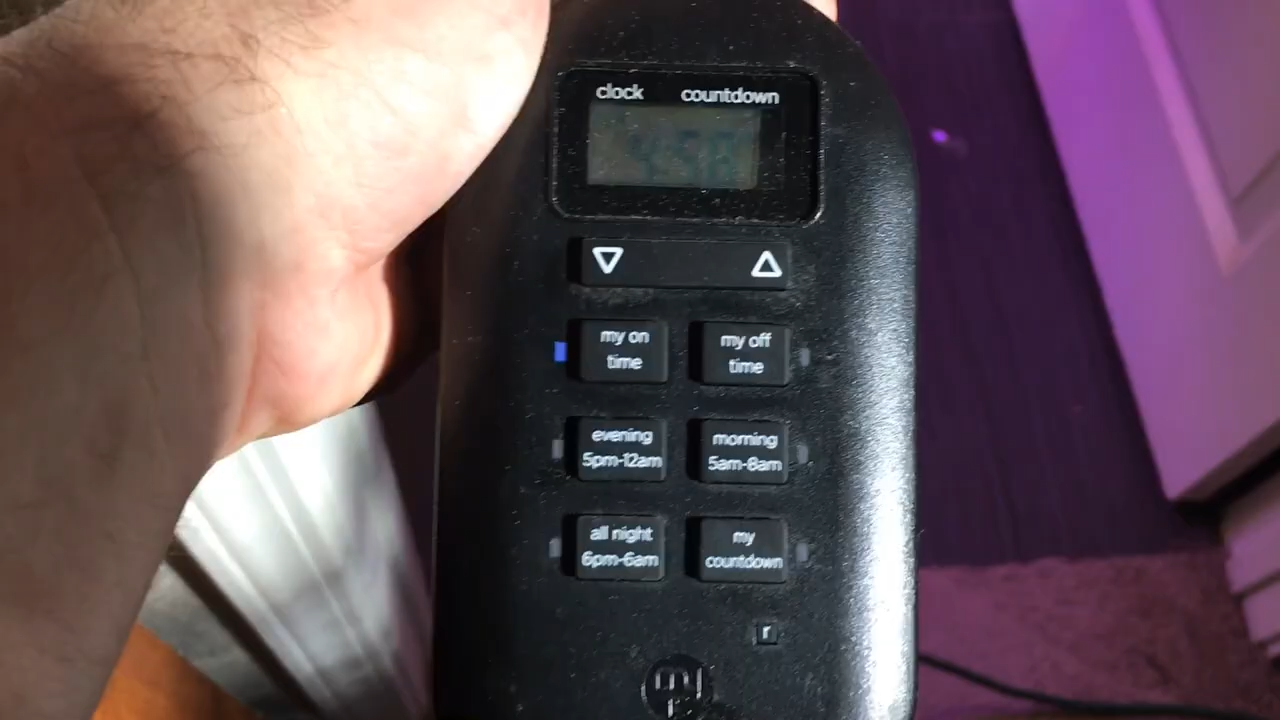 clock countdown
my on
time
my off
time
evening
5pm-12am
morning
5am-8am
all night
6pm-6am
my
countdown
r
my